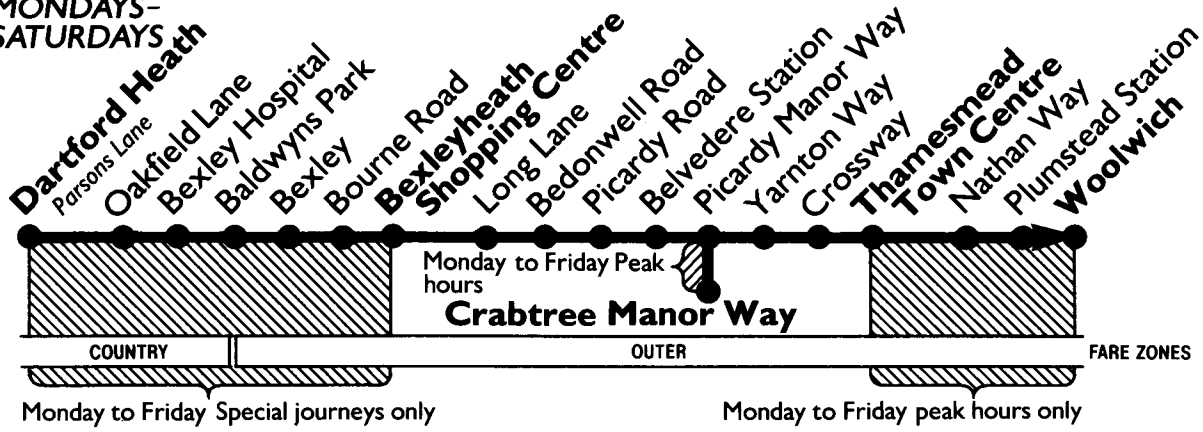 MONDAYS–
SATURDAYS
Dartford Heath
Parsons Lane
Oakfield Lane
Bexley Hospital
Baldwyns Park
Bexley
Bourne Road
Bexleyheath
Shopping Centre
Long Lane
Bedonwell Road
Picardy Road
Belvedere Station
Picardy Manor Way
Yarnton Way
Crossway
Thamesmead
Town Centre
Nathan Way
Plumstead Station
Woolwich
Monday to Friday Peak
hours
Crabtree Manor Way
COUNTRY
OUTER
FARE ZONES
Monday to Friday Special journeys only
Monday to Friday peak hours only